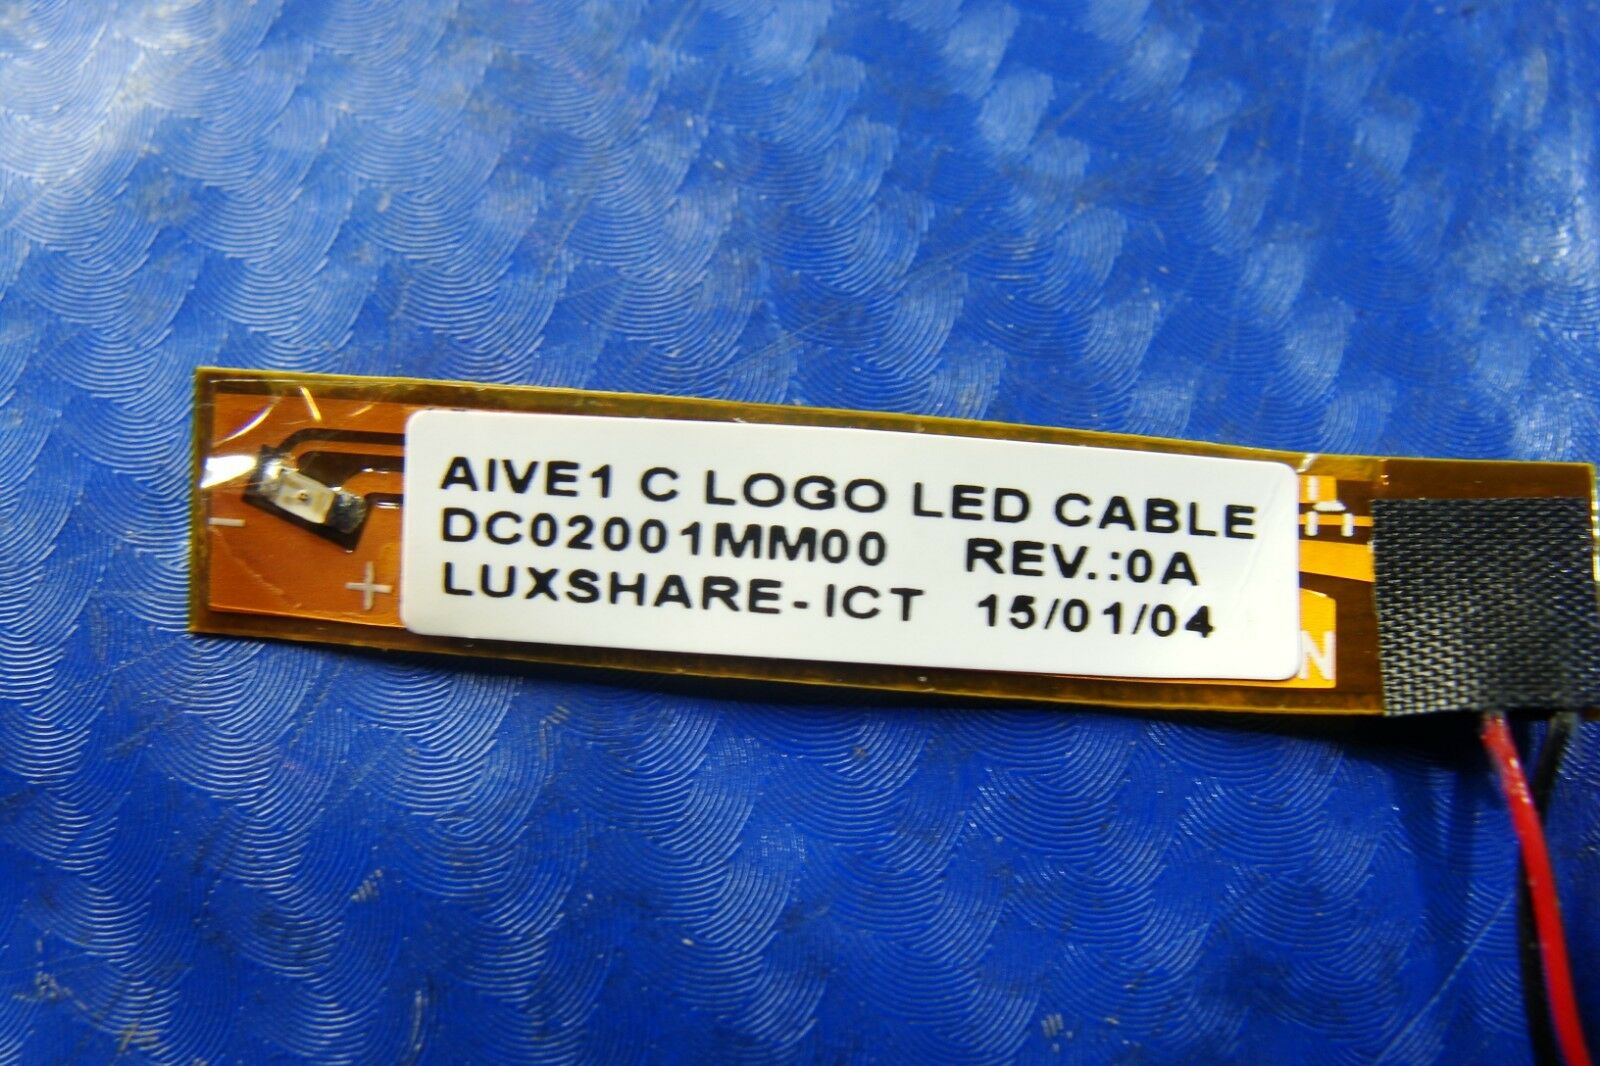 AIVE1 C LOGO LED CABLE
DC02001MM00 REV.:0A
LUXSHARE-ICT 15/01/04
-
+
N